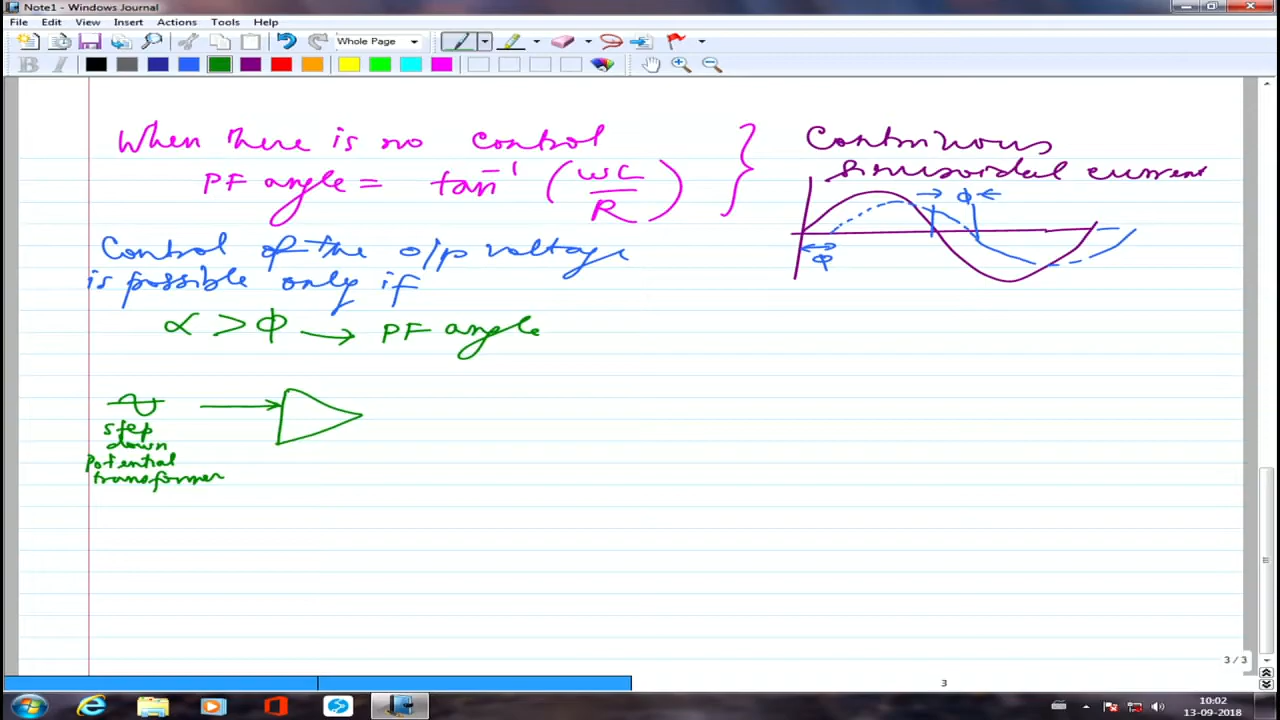 Note1 - Windows Journal
File Edit View Insert Actions Tools Help
Whole Page
B I
When there is no control
PF angle = tan⁻¹ (ωL/R) }
Continuous
sinusoidal current
ϕ
ϕ
Control of the o/p voltage
is possible only if
α > ϕ → PF angle
step
down
potential
transformer
3 / 3
3
10:02
13-09-2018